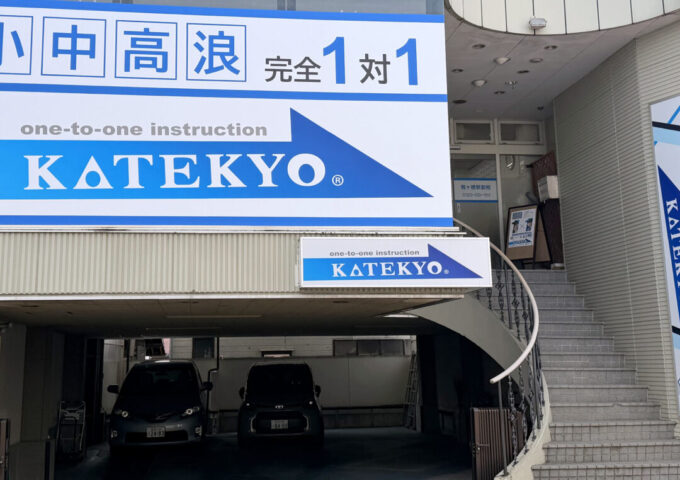 小中高浪 完全1対1
one-to-one instruction
KATEKYO®
one-to-one instruction
KATEKYO®
KATEKYO